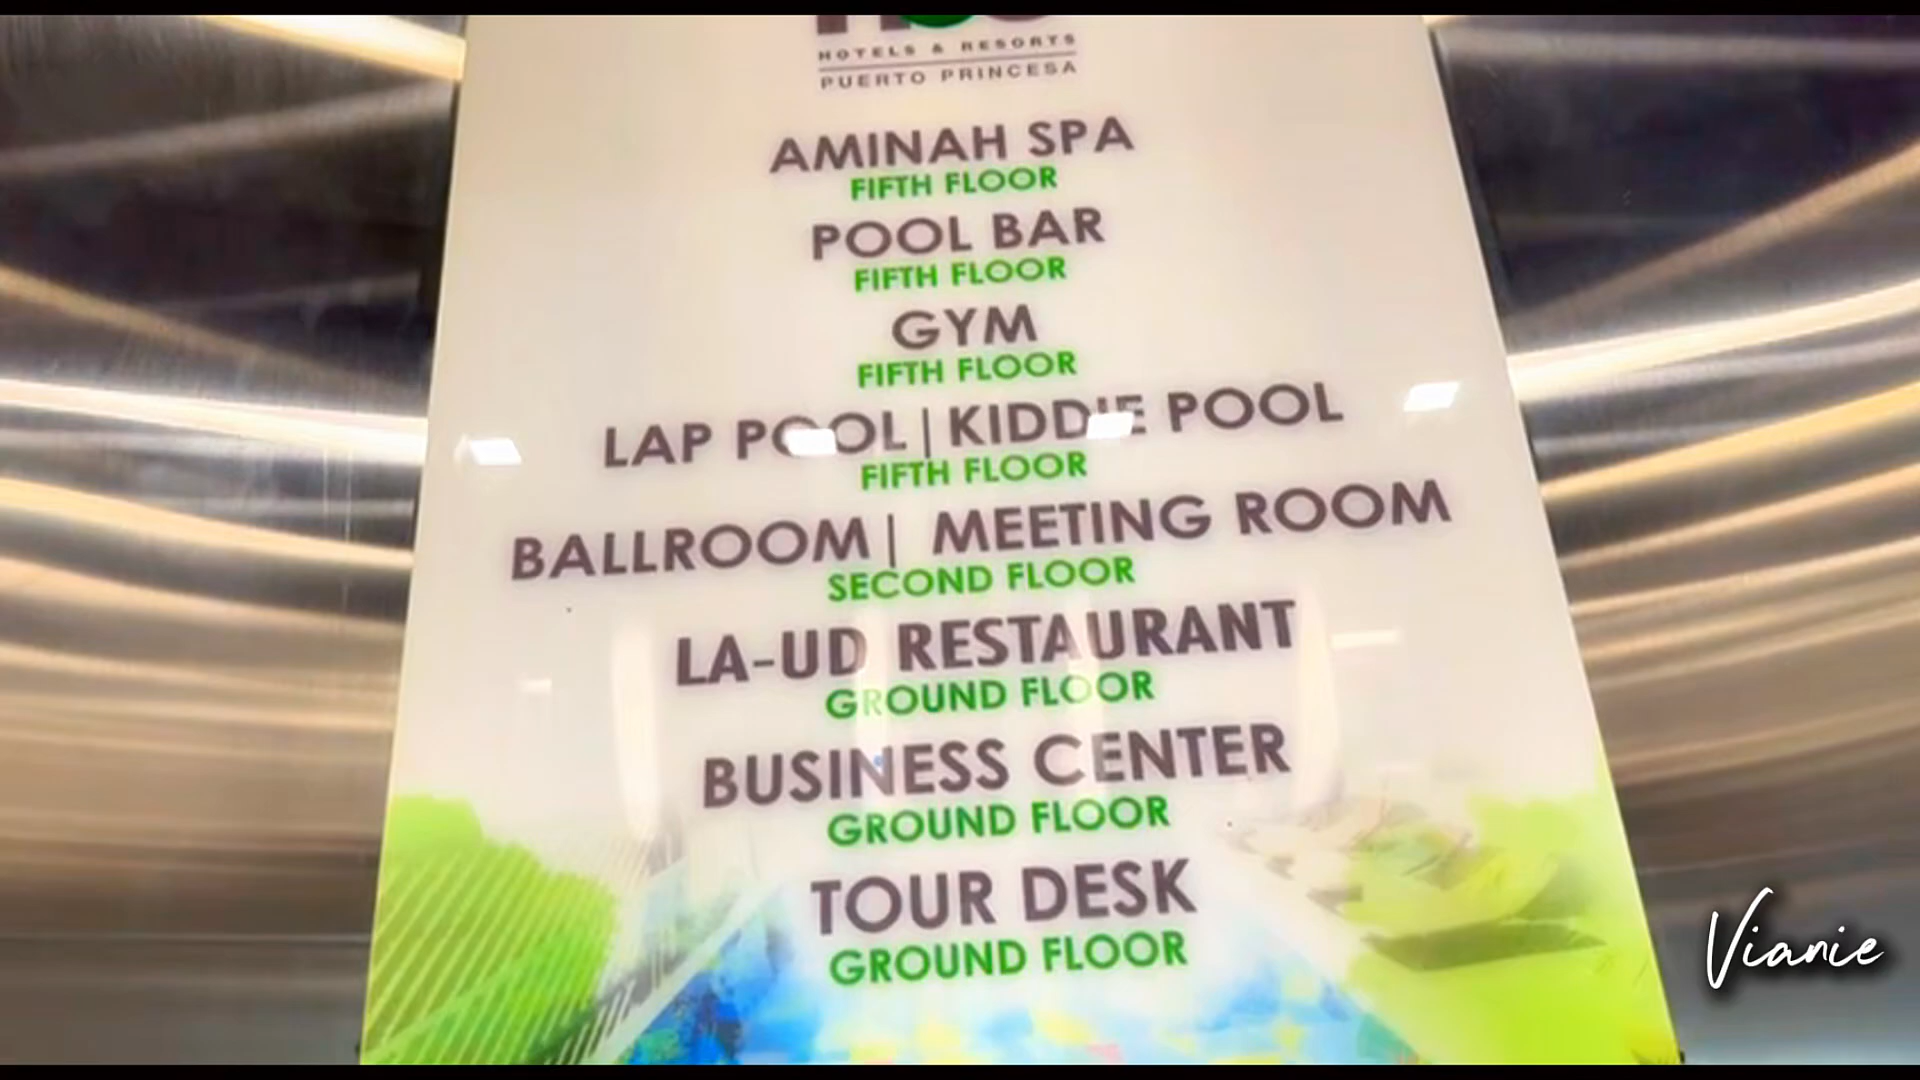 HOTELS & RESORTS
PUERTO PRINCESA
AMINAH SPA
FIFTH FLOOR
POOL BAR
FIFTH FLOOR
GYM
FIFTH FLOOR
LAP POOL | KIDDIE POOL
FIFTH FLOOR
BALLROOM | MEETING ROOM
SECOND FLOOR
LA-UD RESTAURANT
GROUND FLOOR
BUSINESS CENTER
GROUND FLOOR
TOUR DESK
GROUND FLOOR
Vianie